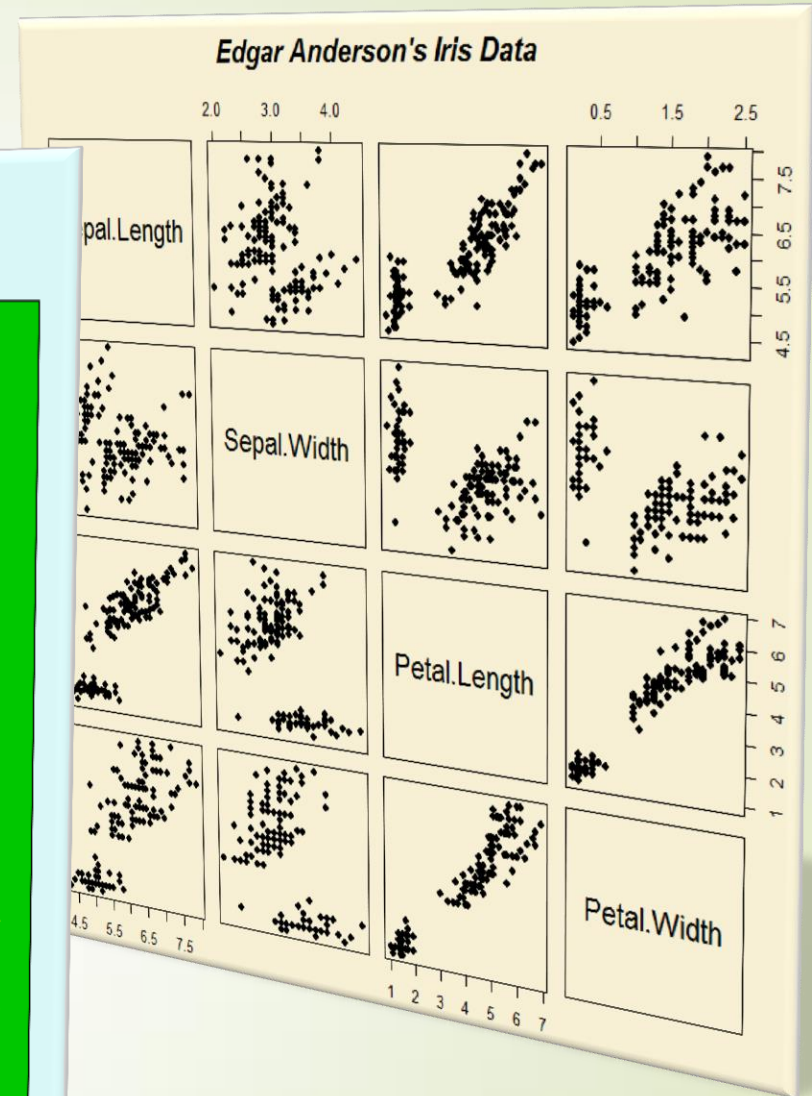 Edgar Anderson's Iris Data
2.0 3.0 4.0
0.5 1.5 2.5
pal.Length
4.5 5.5 6.5 7.5
Sepal.Width
Petal.Length
1 2 3 4 5 6 7
Petal.Width
4.5 5.5 6.5 7.5
1 2 3 4 5 6 7